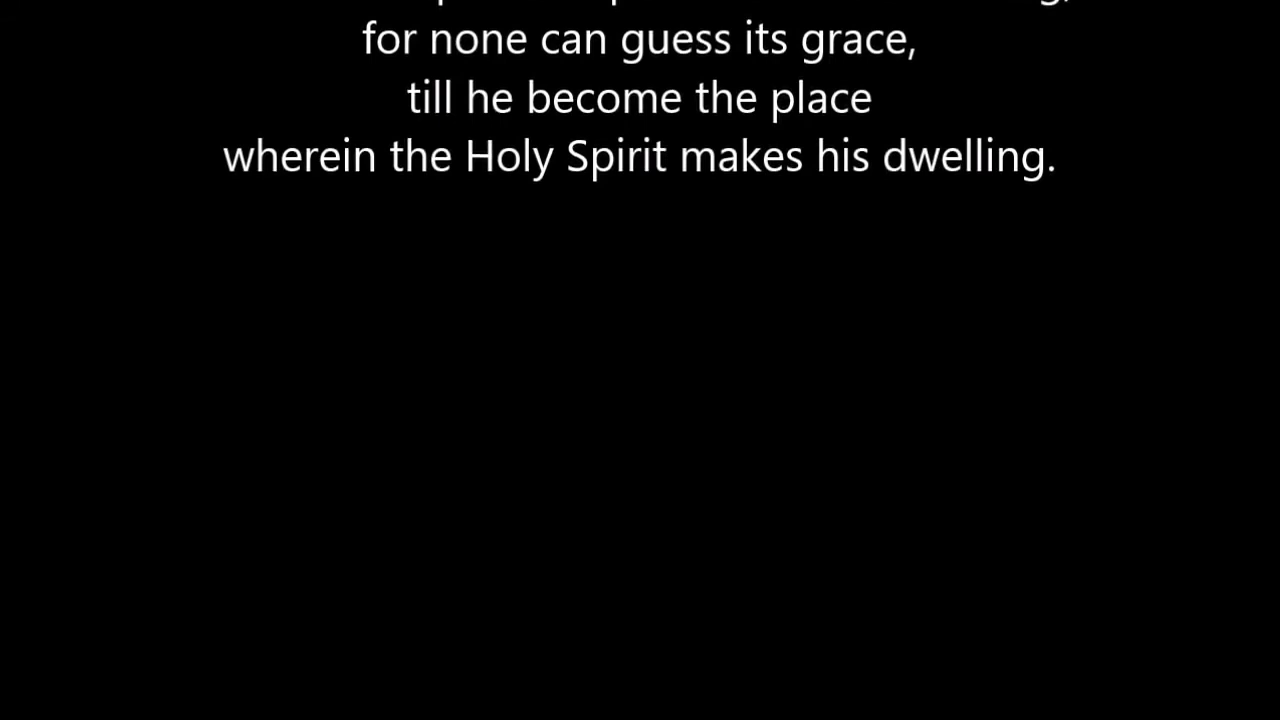 for none can guess its grace,
till he become the place
wherein the Holy Spirit makes his dwelling.